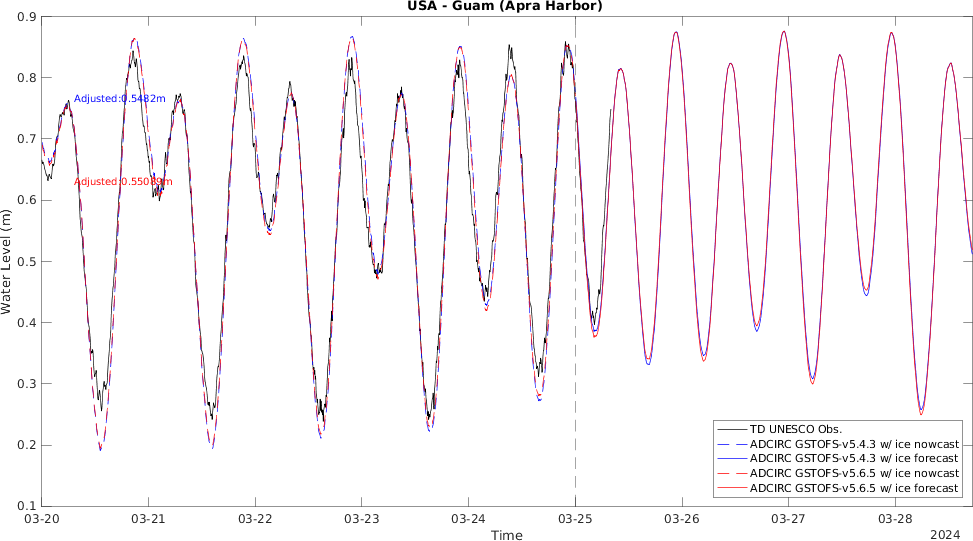 USA - Guam (Apra Harbor)
0.9
0.8
0.7
0.6
0.5
0.4
0.3
0.2
0.1
Water Level (m)
Adjusted:0.5482m
Adjusted:0.55089m
TD UNESCO Obs.
ADCIRC GSTOFS-v5.4.3 w/ ice nowcast
ADCIRC GSTOFS-v5.4.3 w/ ice forecast
ADCIRC GSTOFS-v5.6.5 w/ ice nowcast
ADCIRC GSTOFS-v5.6.5 w/ ice forecast
03-20 03-21 03-22 03-23 03-24 03-25 03-26 03-27 03-28
Time
2024